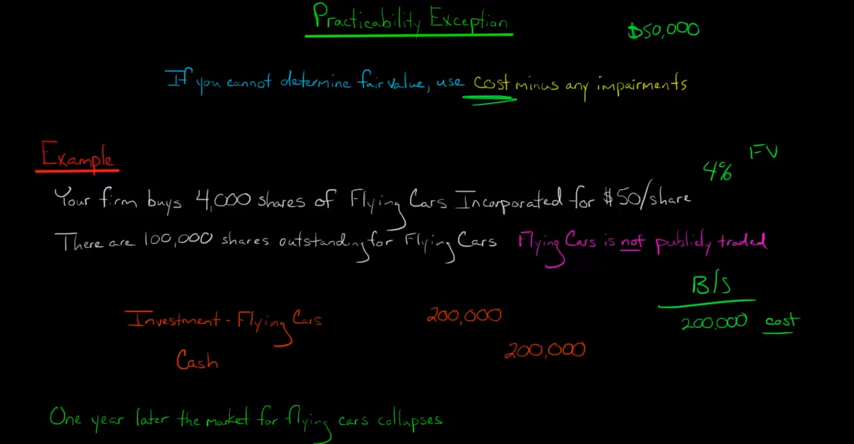 Practicability Exception
$50,000
If you cannot determine fair value, use cost minus any impairments
Example
4% FV
Your firm buys 4,000 shares of Flying Cars Incorporated for $50/share
There are 100,000 shares outstanding for Flying Cars Flying Cars is not publicly traded
B/S
Investment - Flying Cars 200,000
200,000 cost
Cash 200,000
One year later the market for flying cars collapses